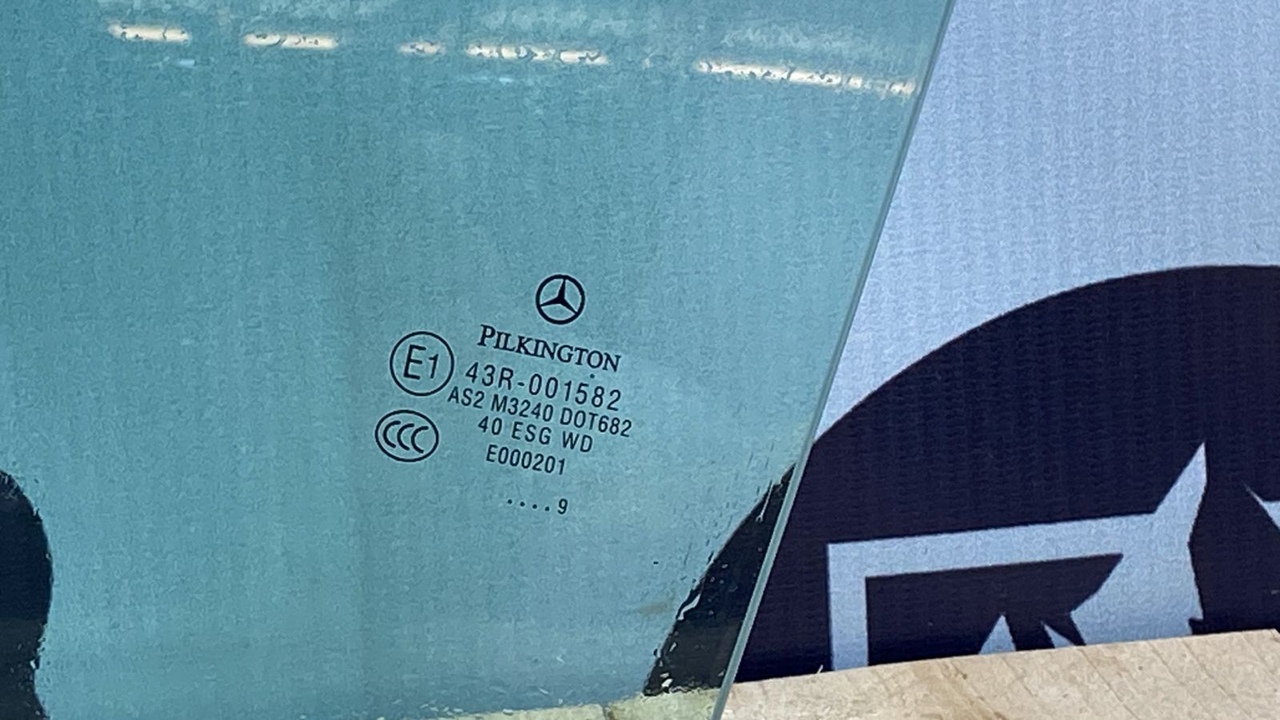 PILKINGTON
E1
43R-001582
AS2 M3240 DOT682
CCC
40 ESG WD
E000201
....9